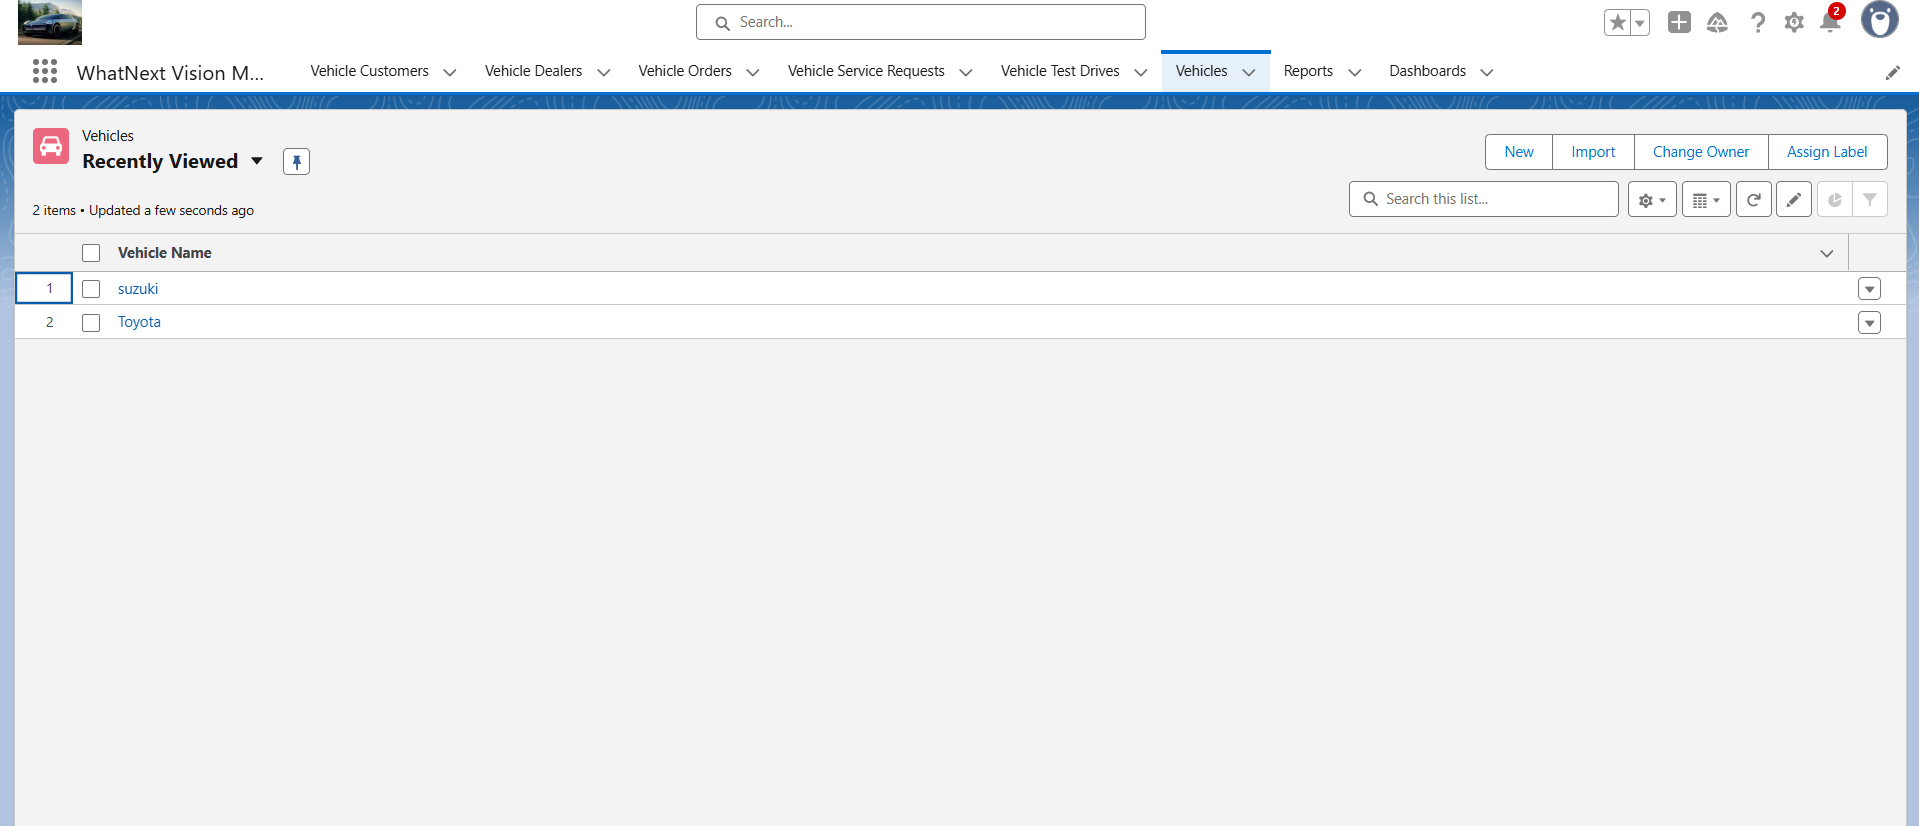 Search...
2
WhatNext Vision M...
Vehicle Customers
Vehicle Dealers
Vehicle Orders
Vehicle Service Requests
Vehicle Test Drives
Vehicles
Reports
Dashboards
Vehicles
Recently Viewed
New
Import
Change Owner
Assign Label
2 items • Updated a few seconds ago
Search this list...
Vehicle Name
1 suzuki
2 Toyota